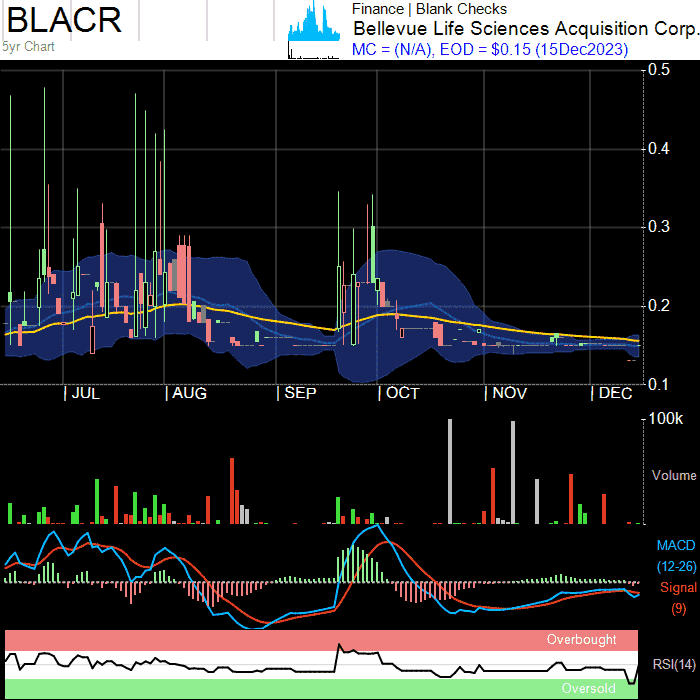 BLACR
5yr Chart
Finance | Blank Checks
Bellevue Life Sciences Acquisition Corp.
MC = (N/A), EOD = $0.15 (15Dec2023)
0.5
0.4
0.3
0.2
0.1
| JUL
| AUG
| SEP
| OCT
| NOV
| DEC
100k
Volume
MACD
(12-26)
Signal
(9)
Overbought
RSI(14)
Oversold